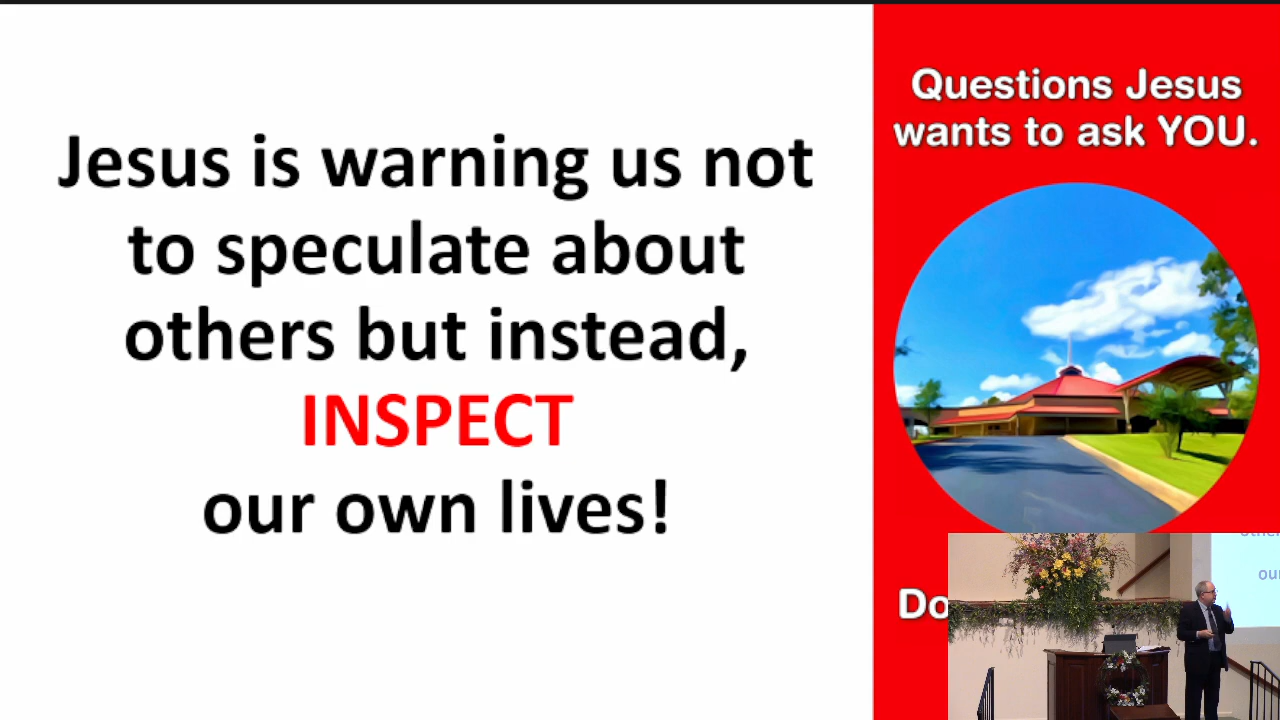 Jesus is warning us not
to speculate about
others but instead,
INSPECT
our own lives!
Questions Jesus
wants to ask YOU.